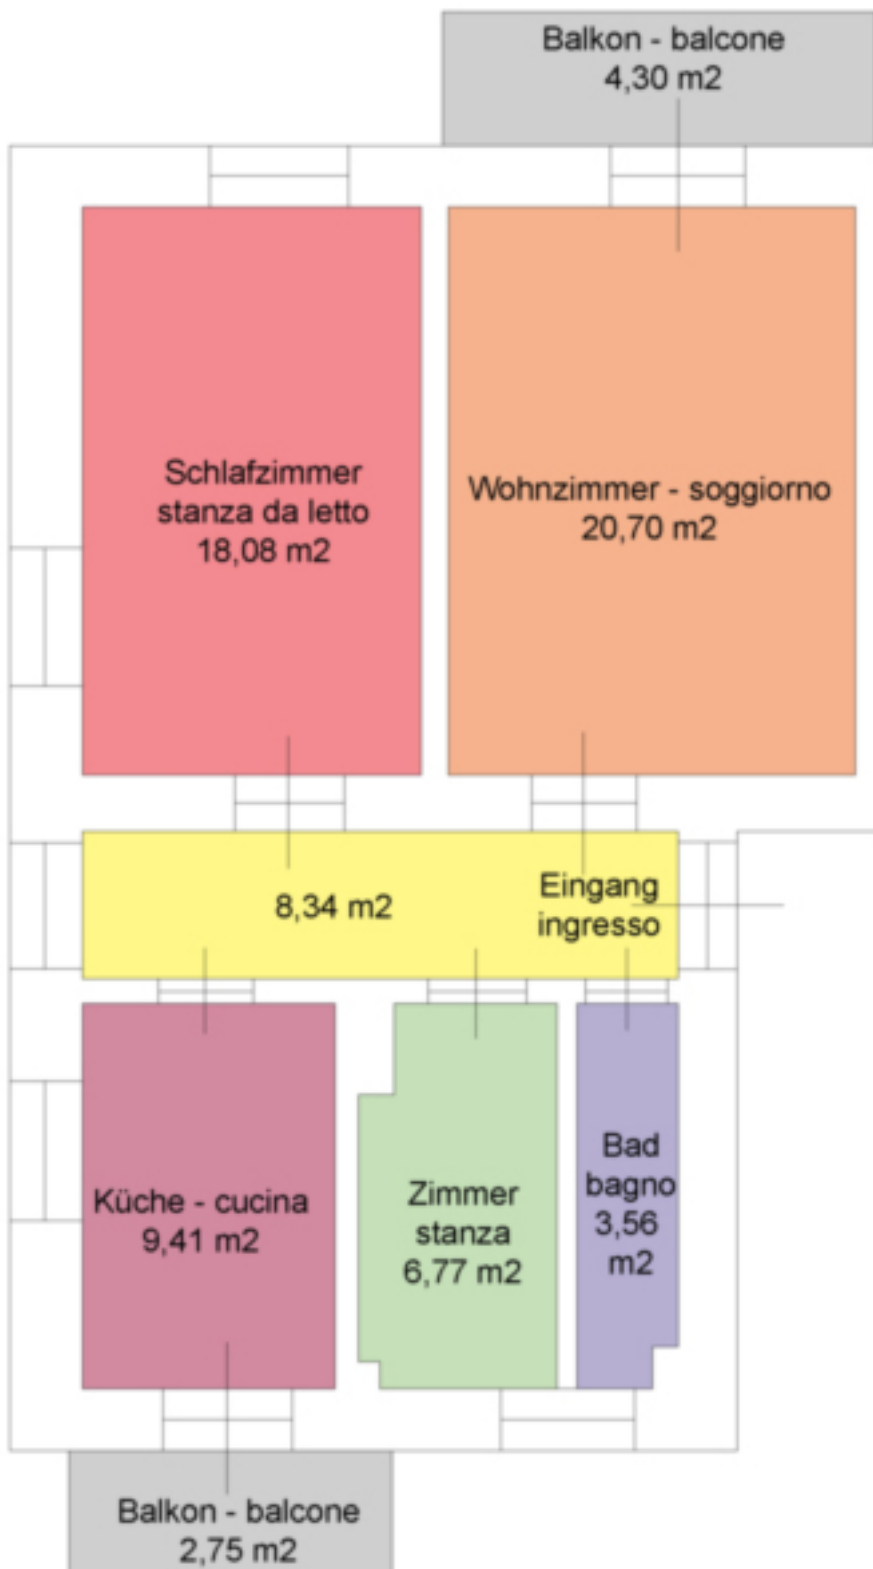 Balkon - balcone
4,30 m2
Schlafzimmer
stanza da letto
18,08 m2
Wohnzimmer - soggiorno
20,70 m2
8,34 m2
Eingang
ingresso
Küche - cucina
9,41 m2
Zimmer
stanza
6,77 m2
Bad
bagno
3,56
m2
Balkon - balcone
2,75 m2